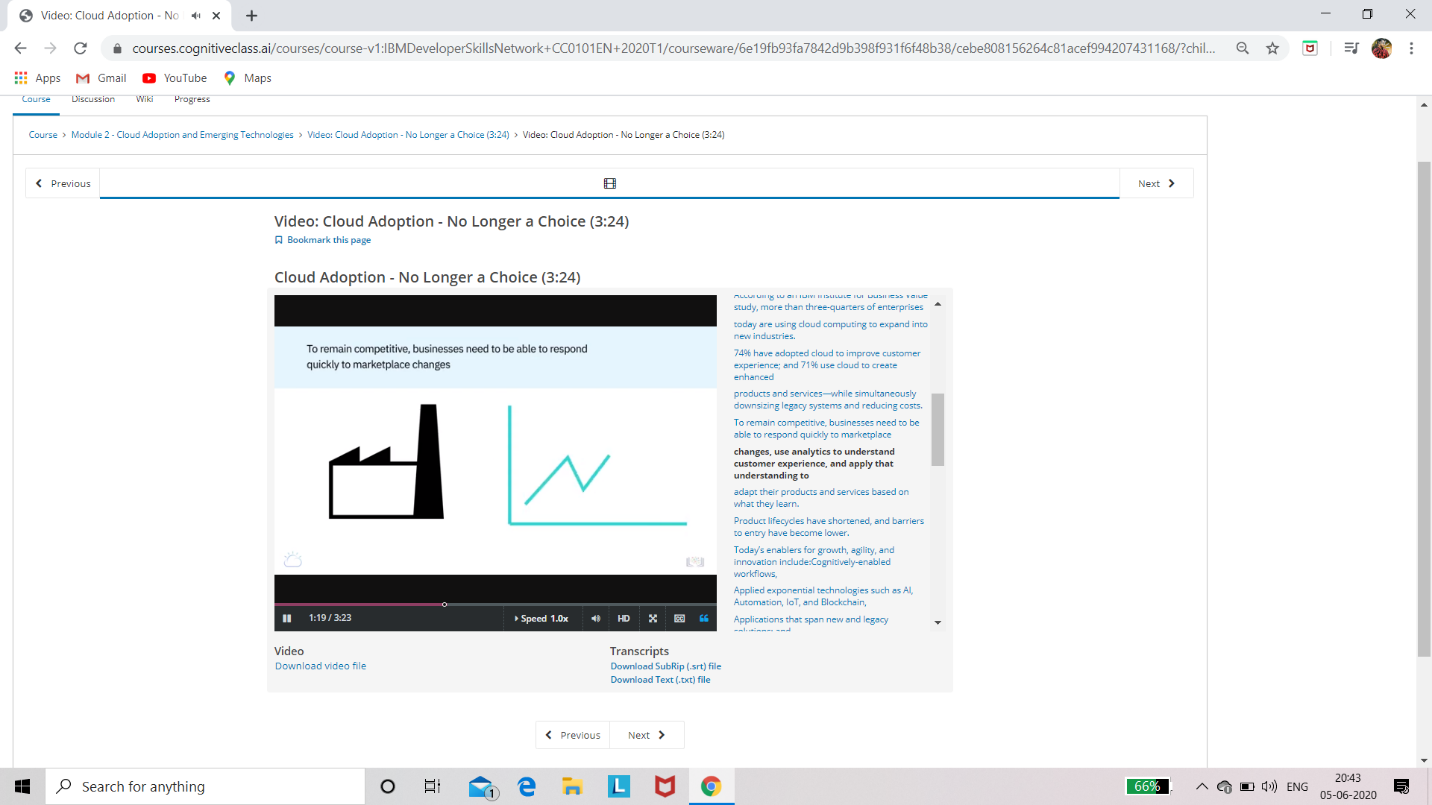 Video: Cloud Adoption - No
courses.cognitiveclass.ai/courses/course-v1:IBMDeveloperSkillsNetwork+CC0101EN+2020T1/courseware/6e19fb93fa7842d9b398f931f6f48b38/cebe808156264c81acef994207431168/?chil...
Apps Gmail YouTube Maps
Course Discussion Wiki Progress
Course > Module 2 - Cloud Adoption and Emerging Technologies > Video: Cloud Adoption - No Longer a Choice (3:24) > Video: Cloud Adoption - No Longer a Choice (3:24)
Previous
Next
Video: Cloud Adoption - No Longer a Choice (3:24)
Bookmark this page
Cloud Adoption - No Longer a Choice (3:24)
To remain competitive, businesses need to be able to respond
quickly to marketplace changes
1:19 / 3:23
Speed 1.0x
HD
According to an IBM Institute for Business Value
study, more than three-quarters of enterprises
today are using cloud computing to expand into
new industries.
74% have adopted cloud to improve customer
experience; and 71% use cloud to create
enhanced
products and services—while simultaneously
downsizing legacy systems and reducing costs.
To remain competitive, businesses need to be
able to respond quickly to marketplace
changes, use analytics to understand
customer experience, and apply that
understanding to
adapt their products and services based on
what they learn.
Product lifecycles have shortened, and barriers
to entry have become lower.
Today's enablers for growth, agility, and
innovation include:Cognitively-enabled
workflows,
Applied exponential technologies such as AI,
Automation, IoT, and Blockchain,
Applications that span new and legacy
solutions; and
Video
Download video file
Transcripts
Download SubRip (.srt) file
Download Text (.txt) file
Previous Next
Search for anything
1
66%
ENG
20:43
05-06-2020